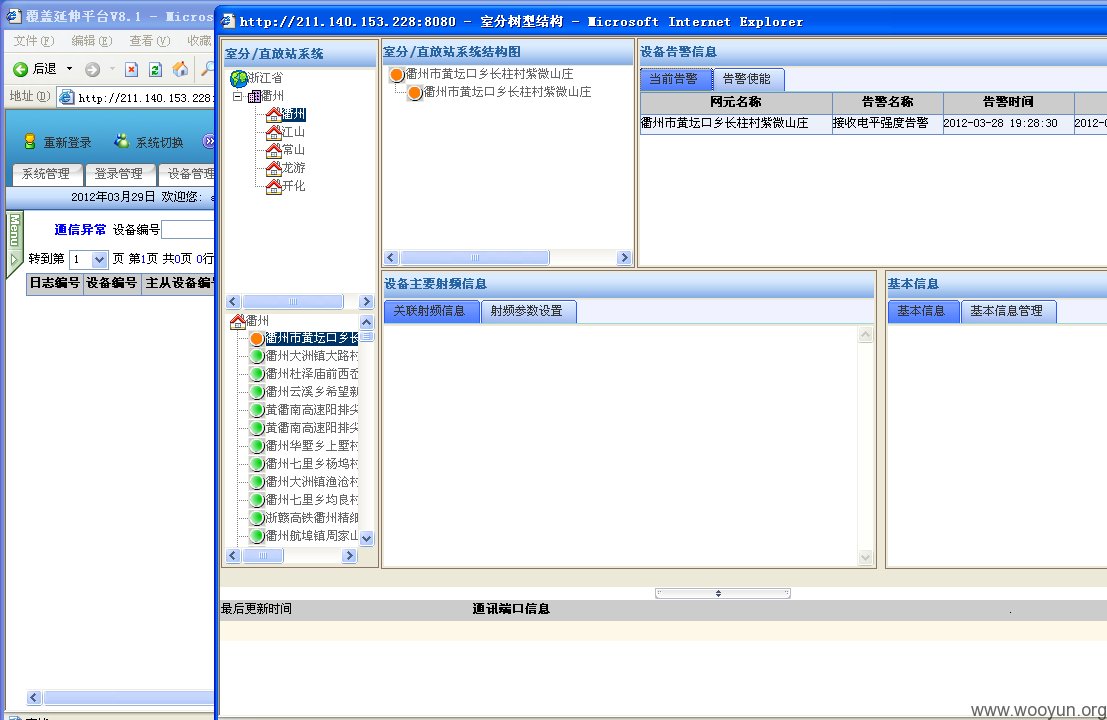 覆盖延伸平台V8.1 - Micros
文件(F) 编辑(E) 查看(V) 收藏
后退
地址(D) http://211.140.153.228:
重新登录 系统切换
系统管理 登录管理 设备管理
2012年03月29日 欢迎您: a
Menu
通信异常 设备编号
转到第 1 页 第1页 共0页 0行
日志编号 设备编号 主从设备编
http://211.140.153.228:8080 - 室分树型结构 - Microsoft Internet Explorer
室分/直放站系统
浙江省
衢州
衢州
江山
常山
龙游
开化
衢州
衢州市黄坛口乡长
衢州大洲镇大路村
衢州杜泽庙前西岙
衢州云溪乡希望新
黄衢南高速阳排尖
黄衢南高速阳排尖
衢州华墅乡上墅村
衢州七里乡杨坞村
衢州大洲镇渔沧村
衢州七里乡均良村
浙赣高铁衢州精细
衢州航埠镇周家山
室分/直放站系统结构图
衢州市黄坛口乡长柱村紫微山庄
衢州市黄坛口乡长柱村紫微山庄
设备告警信息
当前告警 告警使能
网元名称 告警名称 告警时间
衢州市黄坛口乡长柱村紫微山庄 接收电平强度告警 2012-03-28 19:28:30 2012-0
设备主要射频信息
关联射频信息 射频参数设置
基本信息
基本信息 基本信息管理
最后更新时间 通讯端口信息 .
www.wooyun.org